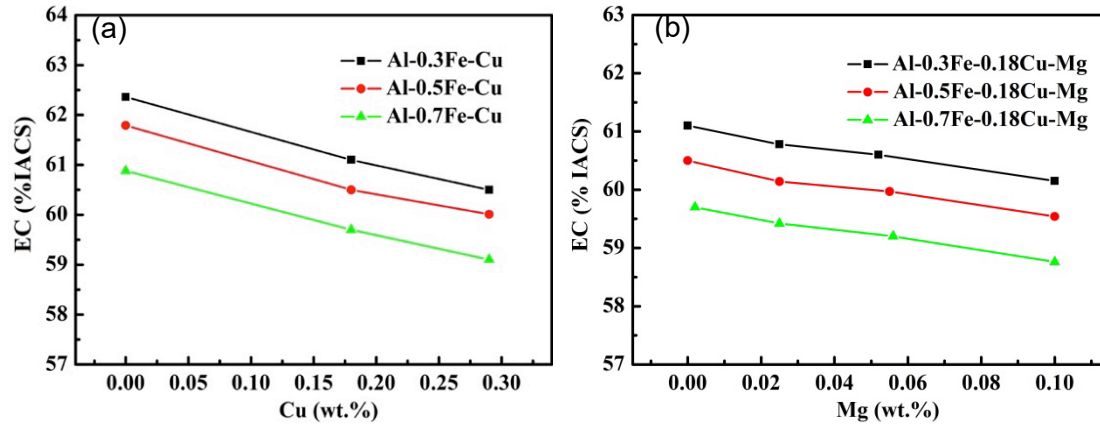 (a)
Al-0.3Fe-Cu
Al-0.5Fe-Cu
Al-0.7Fe-Cu
EC (%IACS)
64
63
62
61
60
59
58
57
0.00 0.05 0.10 0.15 0.20 0.25 0.30
Cu (wt.%)
(b)
Al-0.3Fe-0.18Cu-Mg
Al-0.5Fe-0.18Cu-Mg
Al-0.7Fe-0.18Cu-Mg
EC (% IACS)
63
62
61
60
59
58
57
0.00 0.02 0.04 0.06 0.08 0.10
Mg (wt.%)